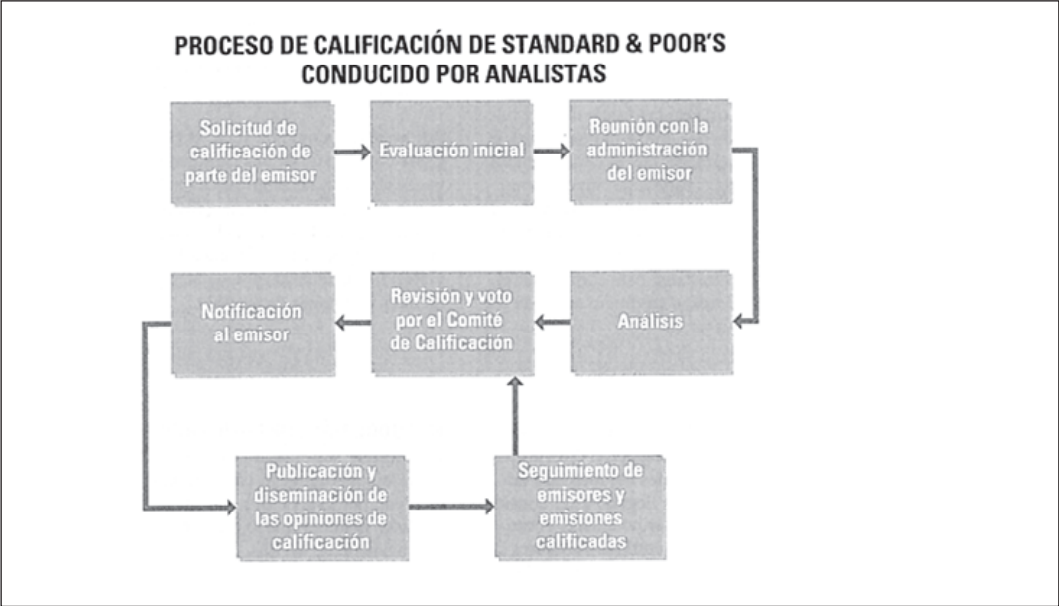 PROCESO DE CALIFICACIÓN DE STANDARD & POOR'S
CONDUCIDO POR ANALISTAS
Solicitud de
calificación de
parte del emisor
Evaluación inicial
Reunión con la
administración
del emisor
Análisis
Revisión y voto
por el Comité
de Calificación
Notificación
al emisor
Publicación y
diseminación de
las opiniones de
calificación
Seguimiento de
emisores y
emisiones
calificadas